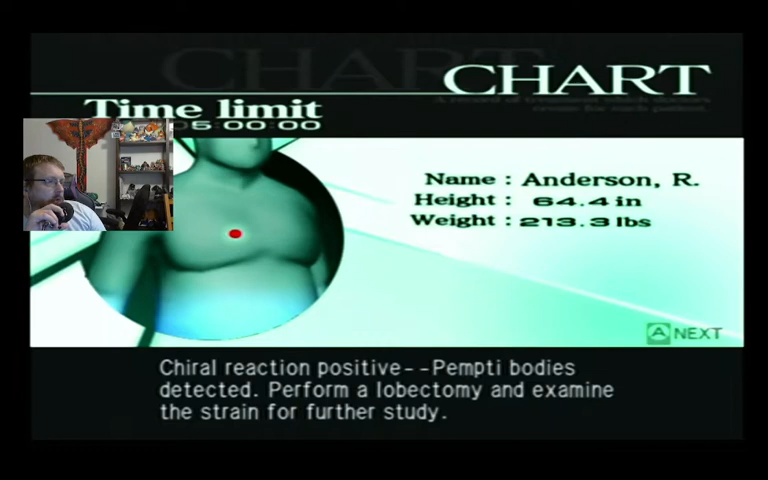 CHART
CHART
Time limit
05:00:00
Name : Anderson, R.
Height : 64.4 in
Weight : 213.3 lbs
A NEXT
Chiral reaction positive--Pempti bodies
detected. Perform a lobectomy and examine
the strain for further study.